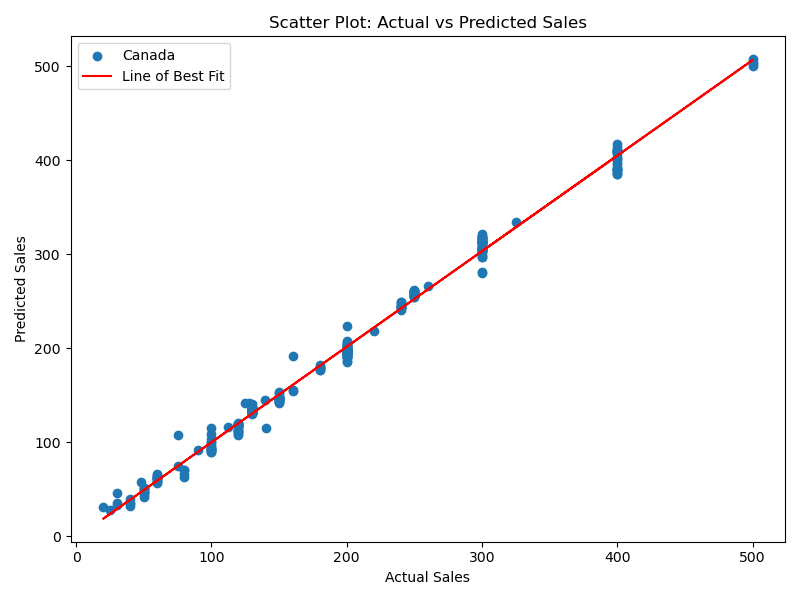 Scatter Plot: Actual vs Predicted Sales
Canada
Line of Best Fit
Predicted Sales
500
400
300
200
100
0
0 100 200 300 400 500
Actual Sales